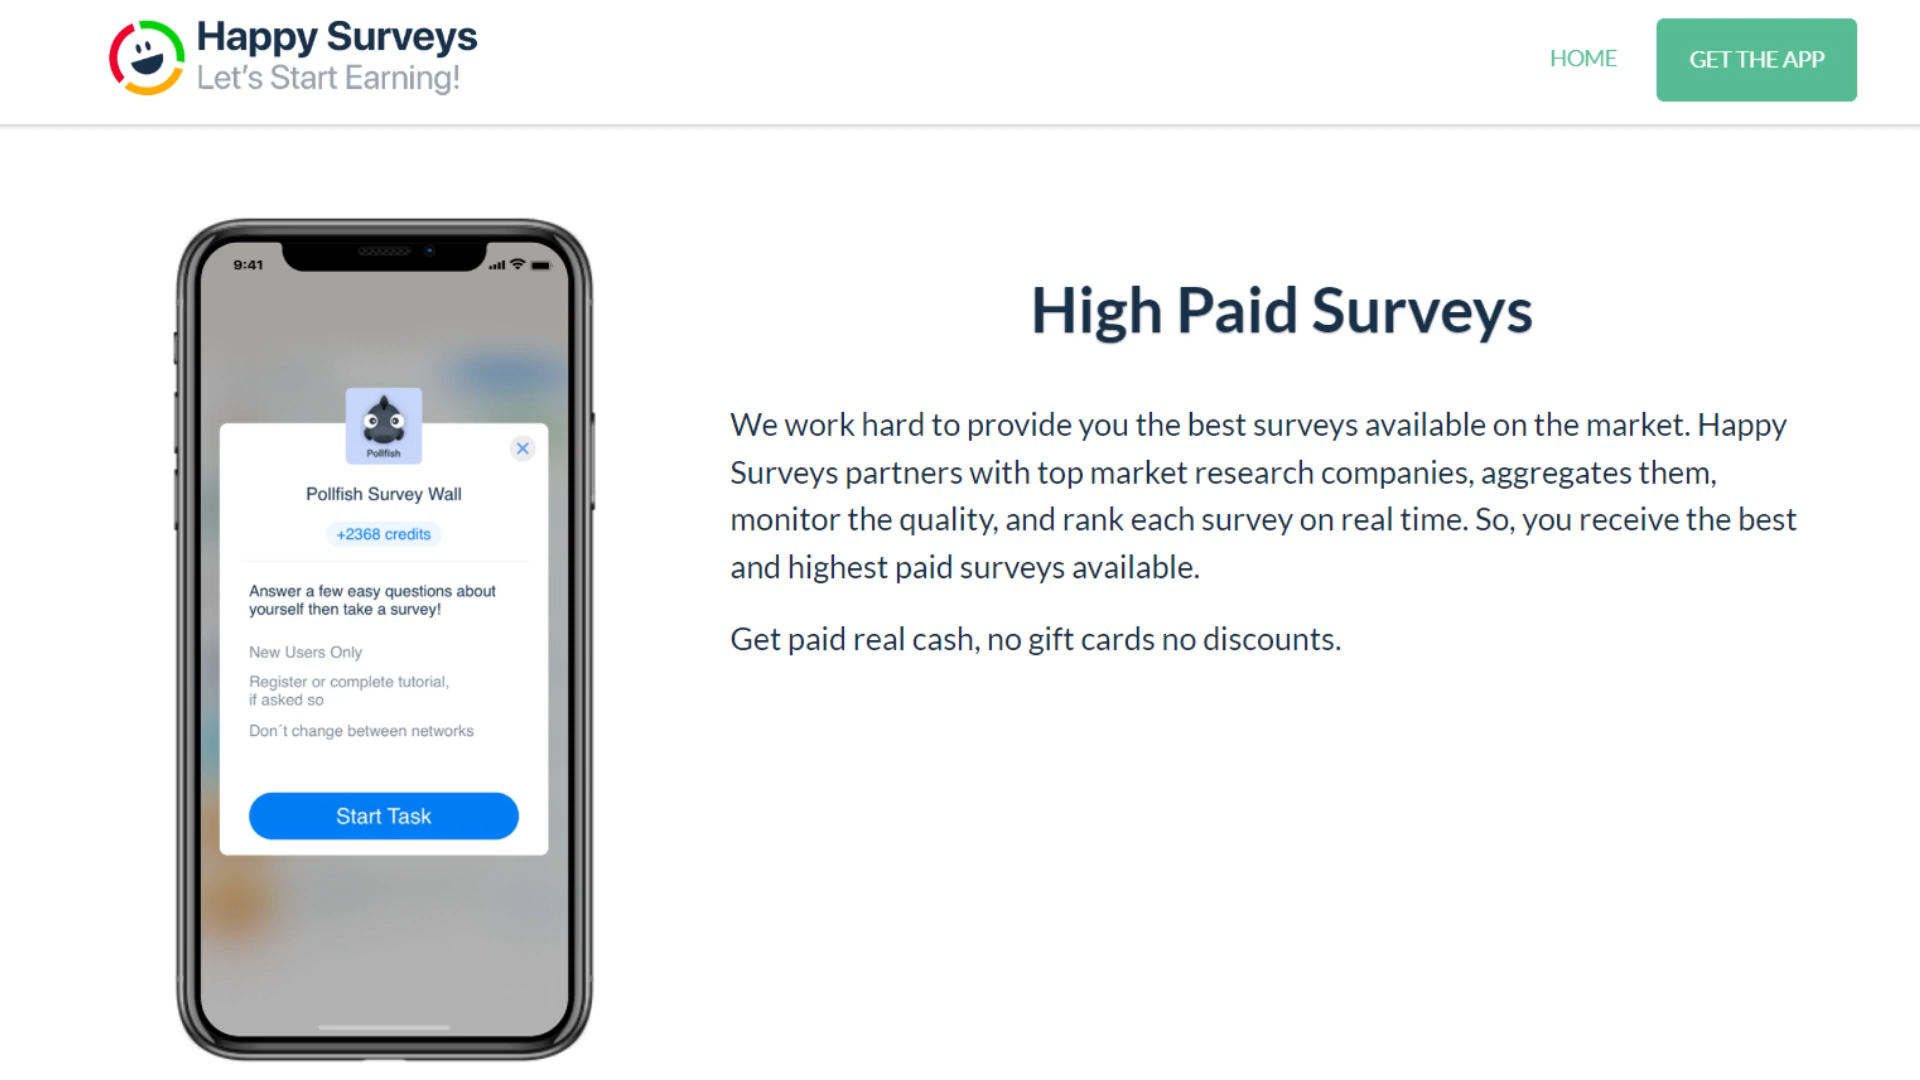 Happy Surveys
Let's Start Earning!
HOME
GET THE APP
9:41
Pollfish
Pollfish Survey Wall
+2368 credits
Answer a few easy questions about
yourself then take a survey!
New Users Only
Register or complete tutorial,
if asked so
Don´t change between networks
Start Task
High Paid Surveys
We work hard to provide you the best surveys available on the market. Happy
Surveys partners with top market research companies, aggregates them,
monitor the quality, and rank each survey on real time. So, you receive the best
and highest paid surveys available.
Get paid real cash, no gift cards no discounts.